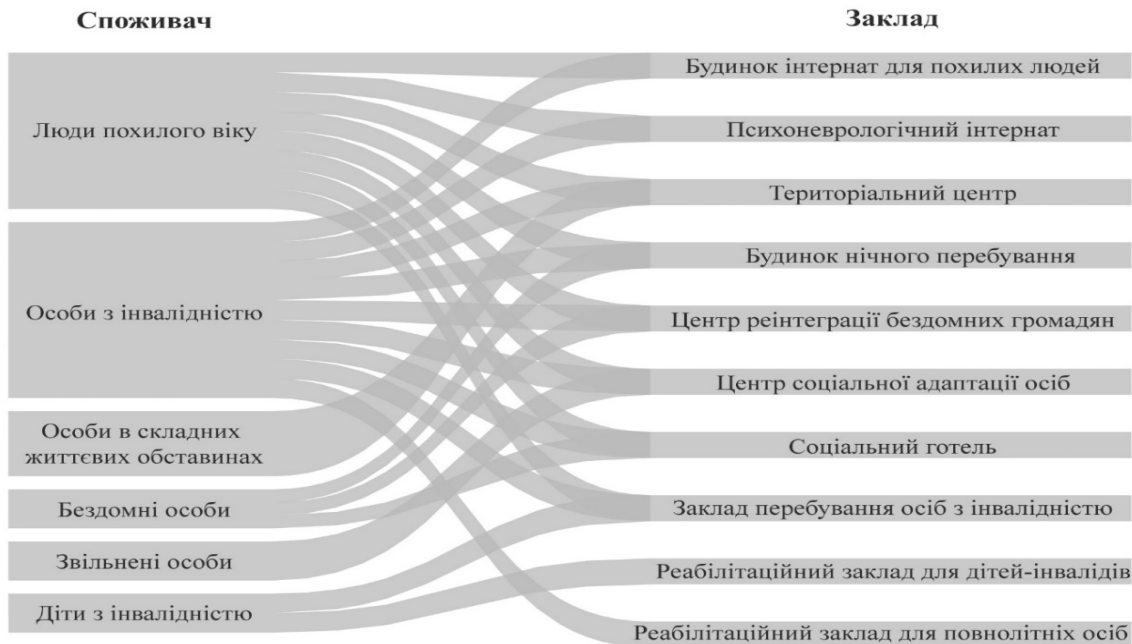 Споживач
Заклад
Люди похилого віку
Особи з інвалідністю
Особи в складних
життєвих обставинах
Бездомні особи
Звільнені особи
Діти з інвалідністю
Будинок інтернат для похилих людей
Психоневрологічний інтернат
Територіальний центр
Будинок нічного перебування
Центр реінтеграції бездомних громадян
Центр соціальної адаптації осіб
Соціальний готель
Заклад перебування осіб з інвалідністю
Реабілітаційний заклад для дітей-інвалідів
Реабілітаційний заклад для повнолітніх осіб